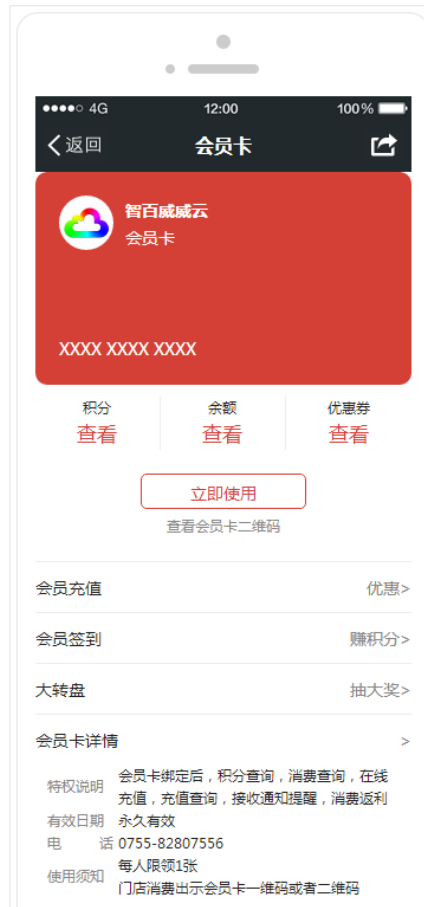 4G 12:00 100%
返回 会员卡
智百威威云
会员卡
XXXX XXXX XXXX
积分 余额 优惠券
查看 查看 查看
立即使用
查看会员卡二维码
会员充值 优惠>
会员签到 赚积分>
大转盘 抽大奖>
会员卡详情 >
特权说明 会员卡绑定后，积分查询，消费查询，在线
充值，充值查询，接收通知提醒，消费返利
有效日期 永久有效
电 话 0755-82807556
使用须知 每人限领1张
门店消费出示会员卡一维码或者二维码